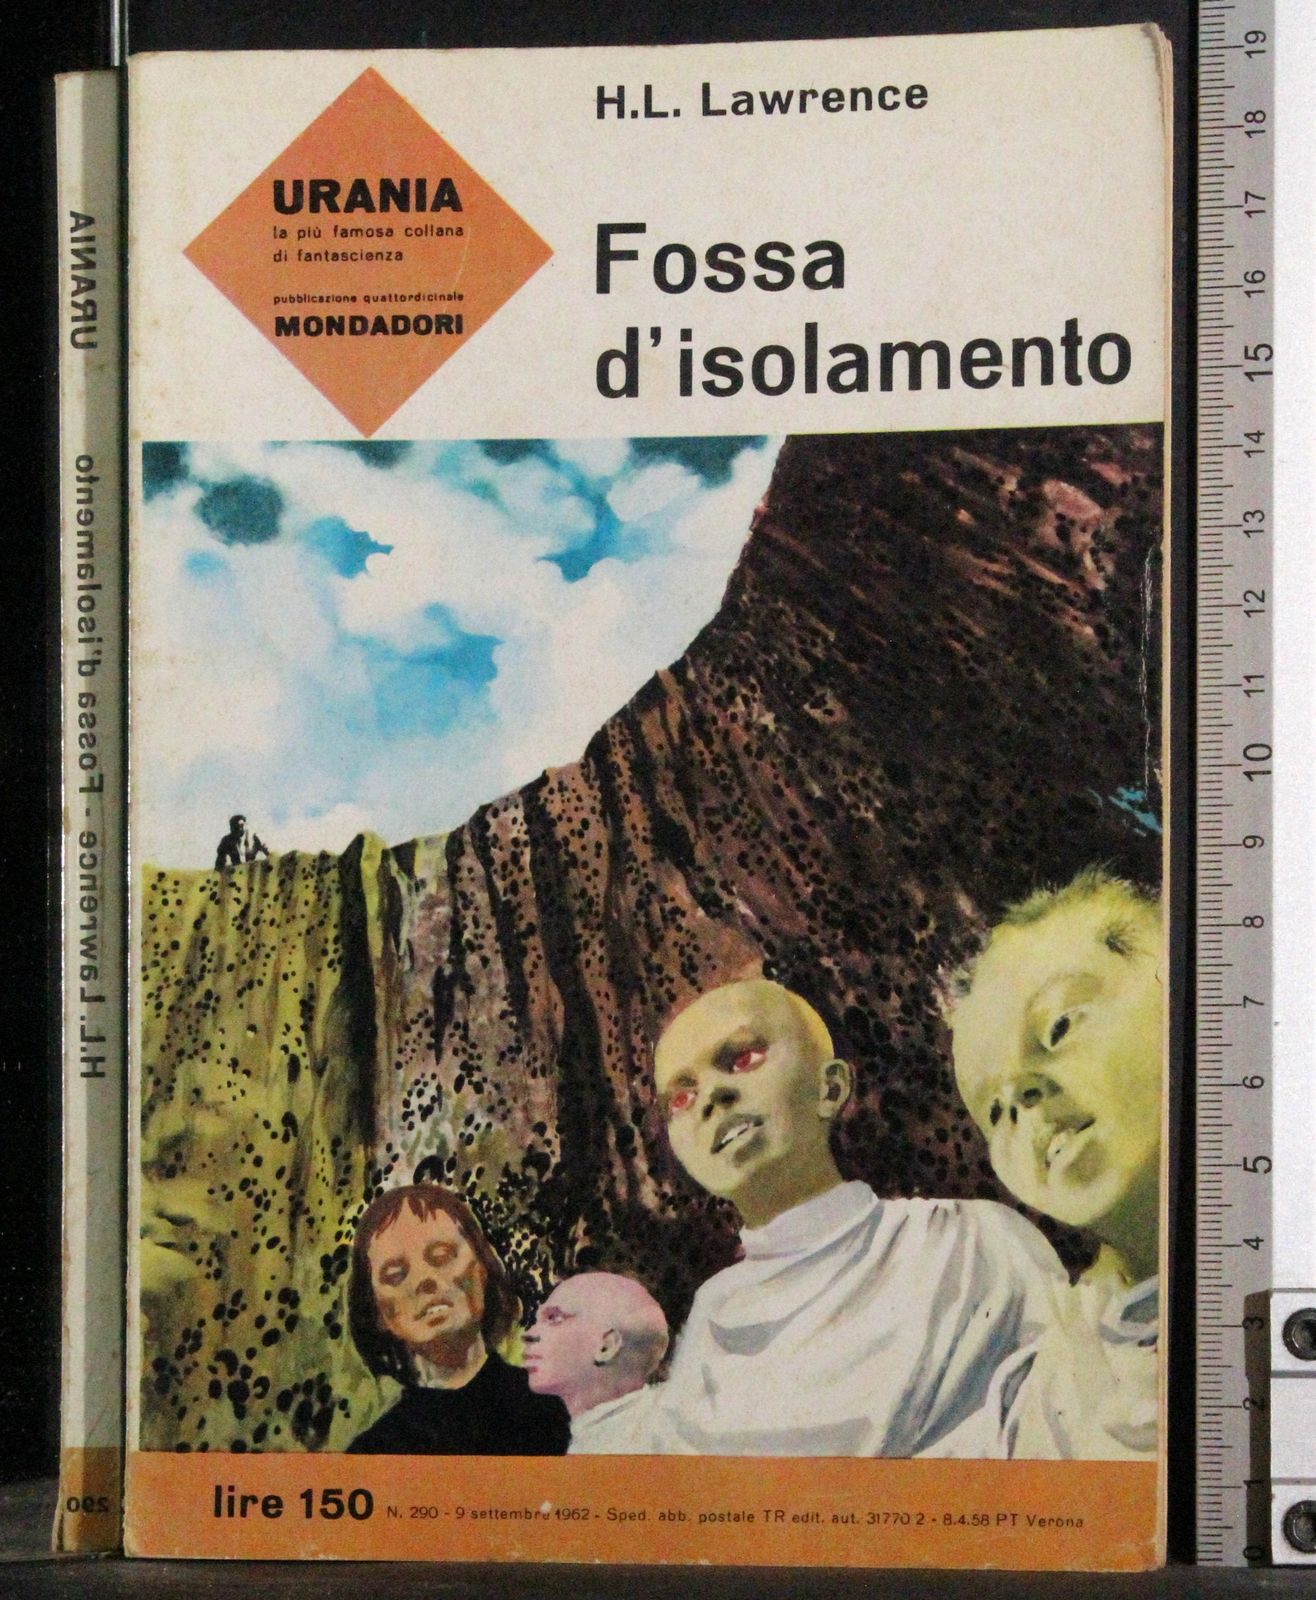 H.L. Lawrence
URANIA
la più famosa collana
di fantascienza
pubblicazione quattordicinale
MONDADORI
Fossa
d'isolamento
lire 150 N. 290 - 9 settembre 1962 - Sped. abb. postale TR edit. aut. 31770 2 - 8.4.58 PT Verona
URANIA
H.L. Lawrence - Fossa d'isolamento
290
19
18
17
16
15
14
13
12
11
10
9
8
7
6
5
4
3
2
1
0